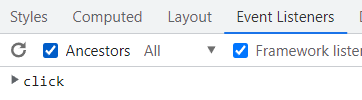 Styles Computed Layout Event Listeners
Ancestors All Framework listen
click